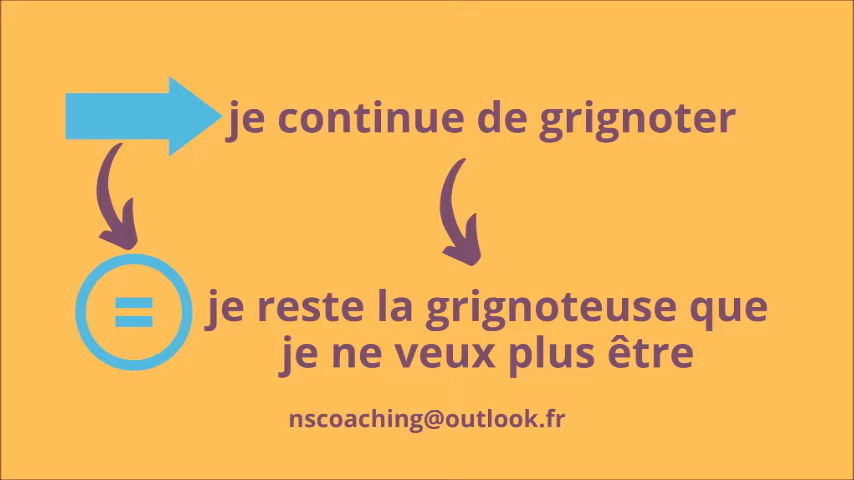 je continue de grignoter
=
je reste la grignoteuse que
je ne veux plus être
nscoaching@outlook.fr